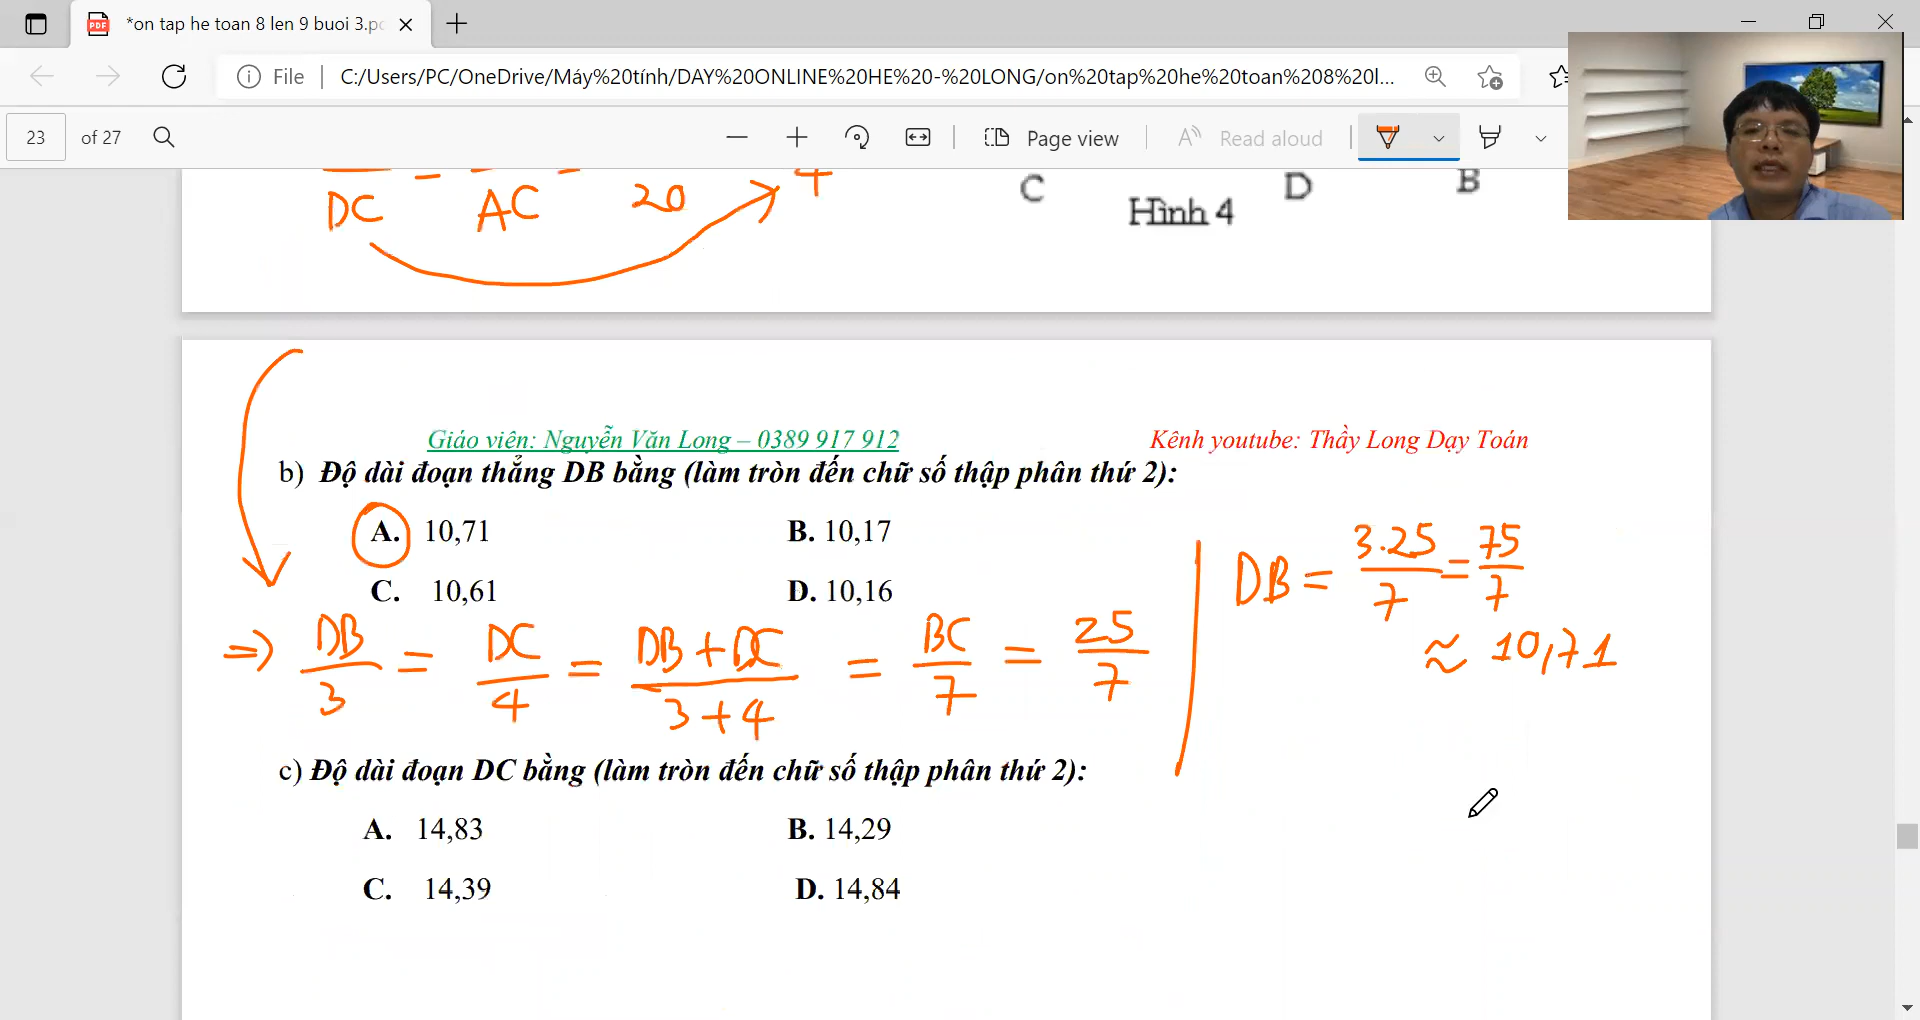 *on tap he toan 8 len 9 buoi 3.pd
File C:/Users/PC/OneDrive/Máy%20tính/DAY%20ONLINE%20HE%20-%20LONG/on%20tap%20he%20toan%208%20l...
23 of 27 Page view Read aloud
DC = AC = 20 4
C D B
Hình 4
Giáo viên: Nguyễn Văn Long – 0389 917 912 Kênh youtube: Thầy Long Dạy Toán
b) Độ dài đoạn thẳng DB bằng (làm tròn đến chữ số thập phân thứ 2):
A. 10,71 B. 10,17
C. 10,61 D. 10,16
=> DB/3 = DC/4 = DB+DC/3+4 = BC/7 = 25/7
DB = 3.25/7 = 75/7
≈ 10,71
c) Độ dài đoạn DC bằng (làm tròn đến chữ số thập phân thứ 2):
A. 14,83 B. 14,29
C. 14,39 D. 14,84